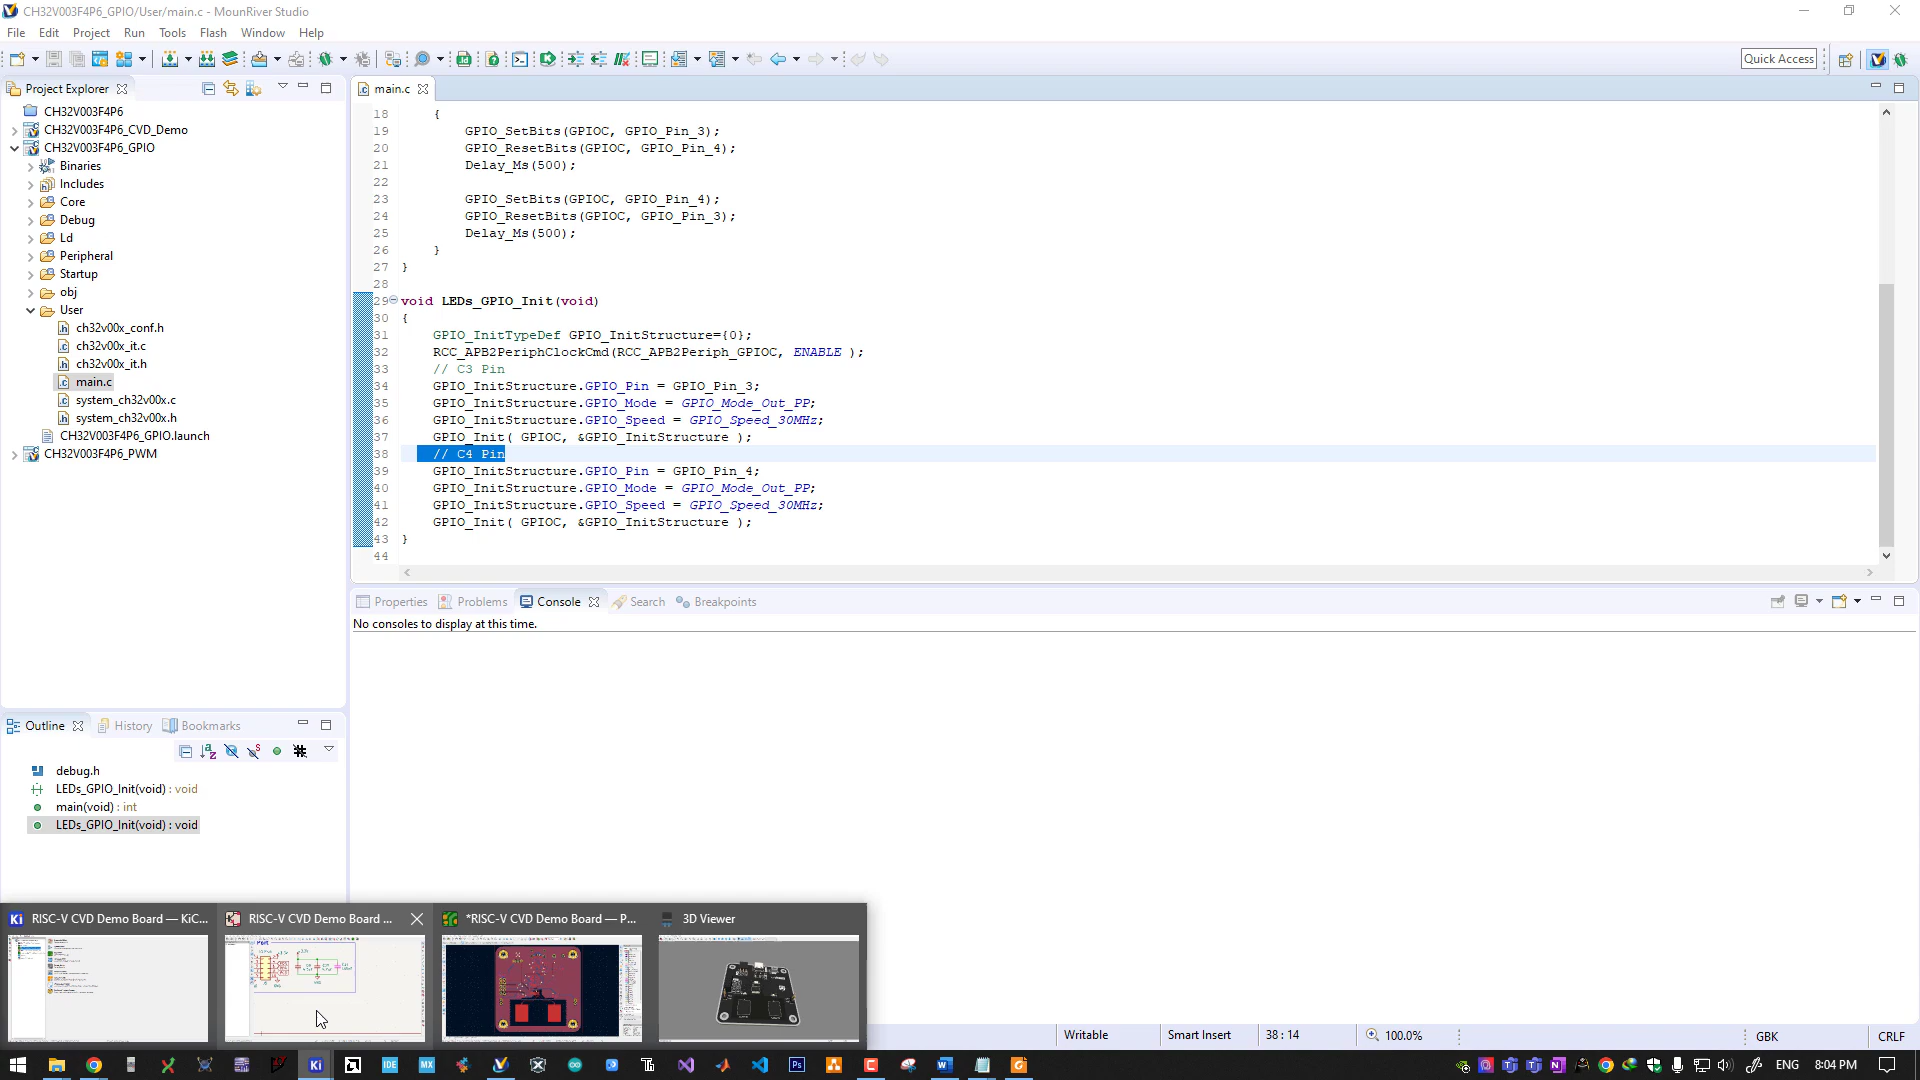 CH32V003F4P6_GPIO/User/main.c - MounRiver Studio
File Edit Project Run Tools Flash Window Help
Quick Access
Project Explorer
main.c
CH32V003F4P6
CH32V003F4P6_CVD_Demo
CH32V003F4P6_GPIO
Binaries
Includes
Core
Debug
Ld
Peripheral
Startup
obj
User
ch32v00x_conf.h
ch32v00x_it.c
ch32v00x_it.h
main.c
system_ch32v00x.c
system_ch32v00x.h
CH32V003F4P6_GPIO.launch
CH32V003F4P6_PWM
18 {
19 GPIO_SetBits(GPIOC, GPIO_Pin_3);
20 GPIO_ResetBits(GPIOC, GPIO_Pin_4);
21 Delay_Ms(500);
22
23 GPIO_SetBits(GPIOC, GPIO_Pin_4);
24 GPIO_ResetBits(GPIOC, GPIO_Pin_3);
25 Delay_Ms(500);
26 }
27 }
28
29 void LEDs_GPIO_Init(void)
30 {
31 GPIO_InitTypeDef GPIO_InitStructure={0};
32 RCC_APB2PeriphClockCmd(RCC_APB2Periph_GPIOC, ENABLE );
33 // C3 Pin
34 GPIO_InitStructure.GPIO_Pin = GPIO_Pin_3;
35 GPIO_InitStructure.GPIO_Mode = GPIO_Mode_Out_PP;
36 GPIO_InitStructure.GPIO_Speed = GPIO_Speed_30MHz;
37 GPIO_Init( GPIOC, &GPIO_InitStructure );
38 // C4 Pin
39 GPIO_InitStructure.GPIO_Pin = GPIO_Pin_4;
40 GPIO_InitStructure.GPIO_Mode = GPIO_Mode_Out_PP;
41 GPIO_InitStructure.GPIO_Speed = GPIO_Speed_30MHz;
42 GPIO_Init( GPIOC, &GPIO_InitStructure );
43 }
44
Properties Problems Console Search Breakpoints
No consoles to display at this time.
Outline History Bookmarks
debug.h
LEDs_GPIO_Init(void) : void
main(void) : int
LEDs_GPIO_Init(void) : void
RISC-V CVD Demo Board — KiC...
RISC-V CVD Demo Board ...
*RISC-V CVD Demo Board — P...
3D Viewer
Port
Writable Smart Insert 38 : 14 100.0% GBK CRLF
ENG 8:04 PM